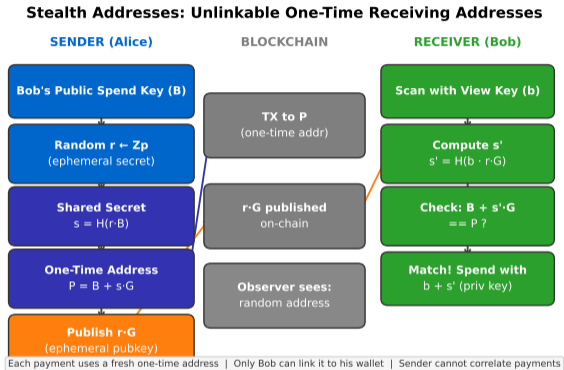 Stealth Addresses: Unlinkable One-Time Receiving Addresses
SENDER (Alice)
Bob's Public Spend Key (B)
Random r ← Zp
(ephemeral secret)
Shared Secret
s = H(r·B)
One-Time Address
P = B + s·G
Publish r·G
(ephemeral pubkey)
BLOCKCHAIN
TX to P
(one-time addr)
r·G published
on-chain
Observer sees:
random address
RECEIVER (Bob)
Scan with View Key (b)
Compute s'
s' = H(b · r·G)
Check: B + s'·G
== P ?
Match! Spend with
b + s' (priv key)
Each payment uses a fresh one-time address | Only Bob can link it to his wallet | Sender cannot correlate payments